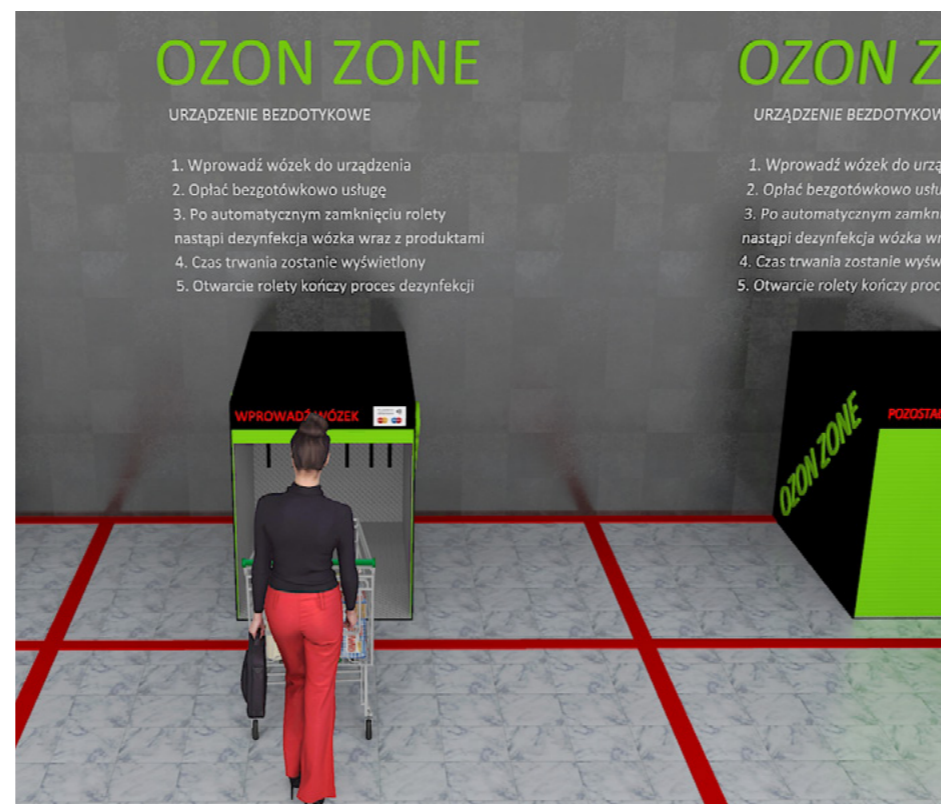 OZON ZONE
URZĄDZENIE BEZDOTYKOWE
1. Wprowadź wózek do urządzenia
2. Opłać bezgotówkowo usługę
3. Po automatycznym zamknięciu rolety
nastąpi dezynfekcja wózka wraz z produktami
4. Czas trwania zostanie wyświetlony
5. Otwarcie rolety kończy proces dezynfekcji
WPROWADŹ WÓZEK
OZON Z
URZĄDZENIE BEZDOTYKOW
1. Wprowadź wózek do urzą
2. Opłać bezgotówkowo usłu
3. Po automatycznym zamkni
nastąpi dezynfekcja wózka wr
4. Czas trwania zostanie wyśw
5. Otwarcie rolety kończy proc
OZON ZONE
POZOSTA